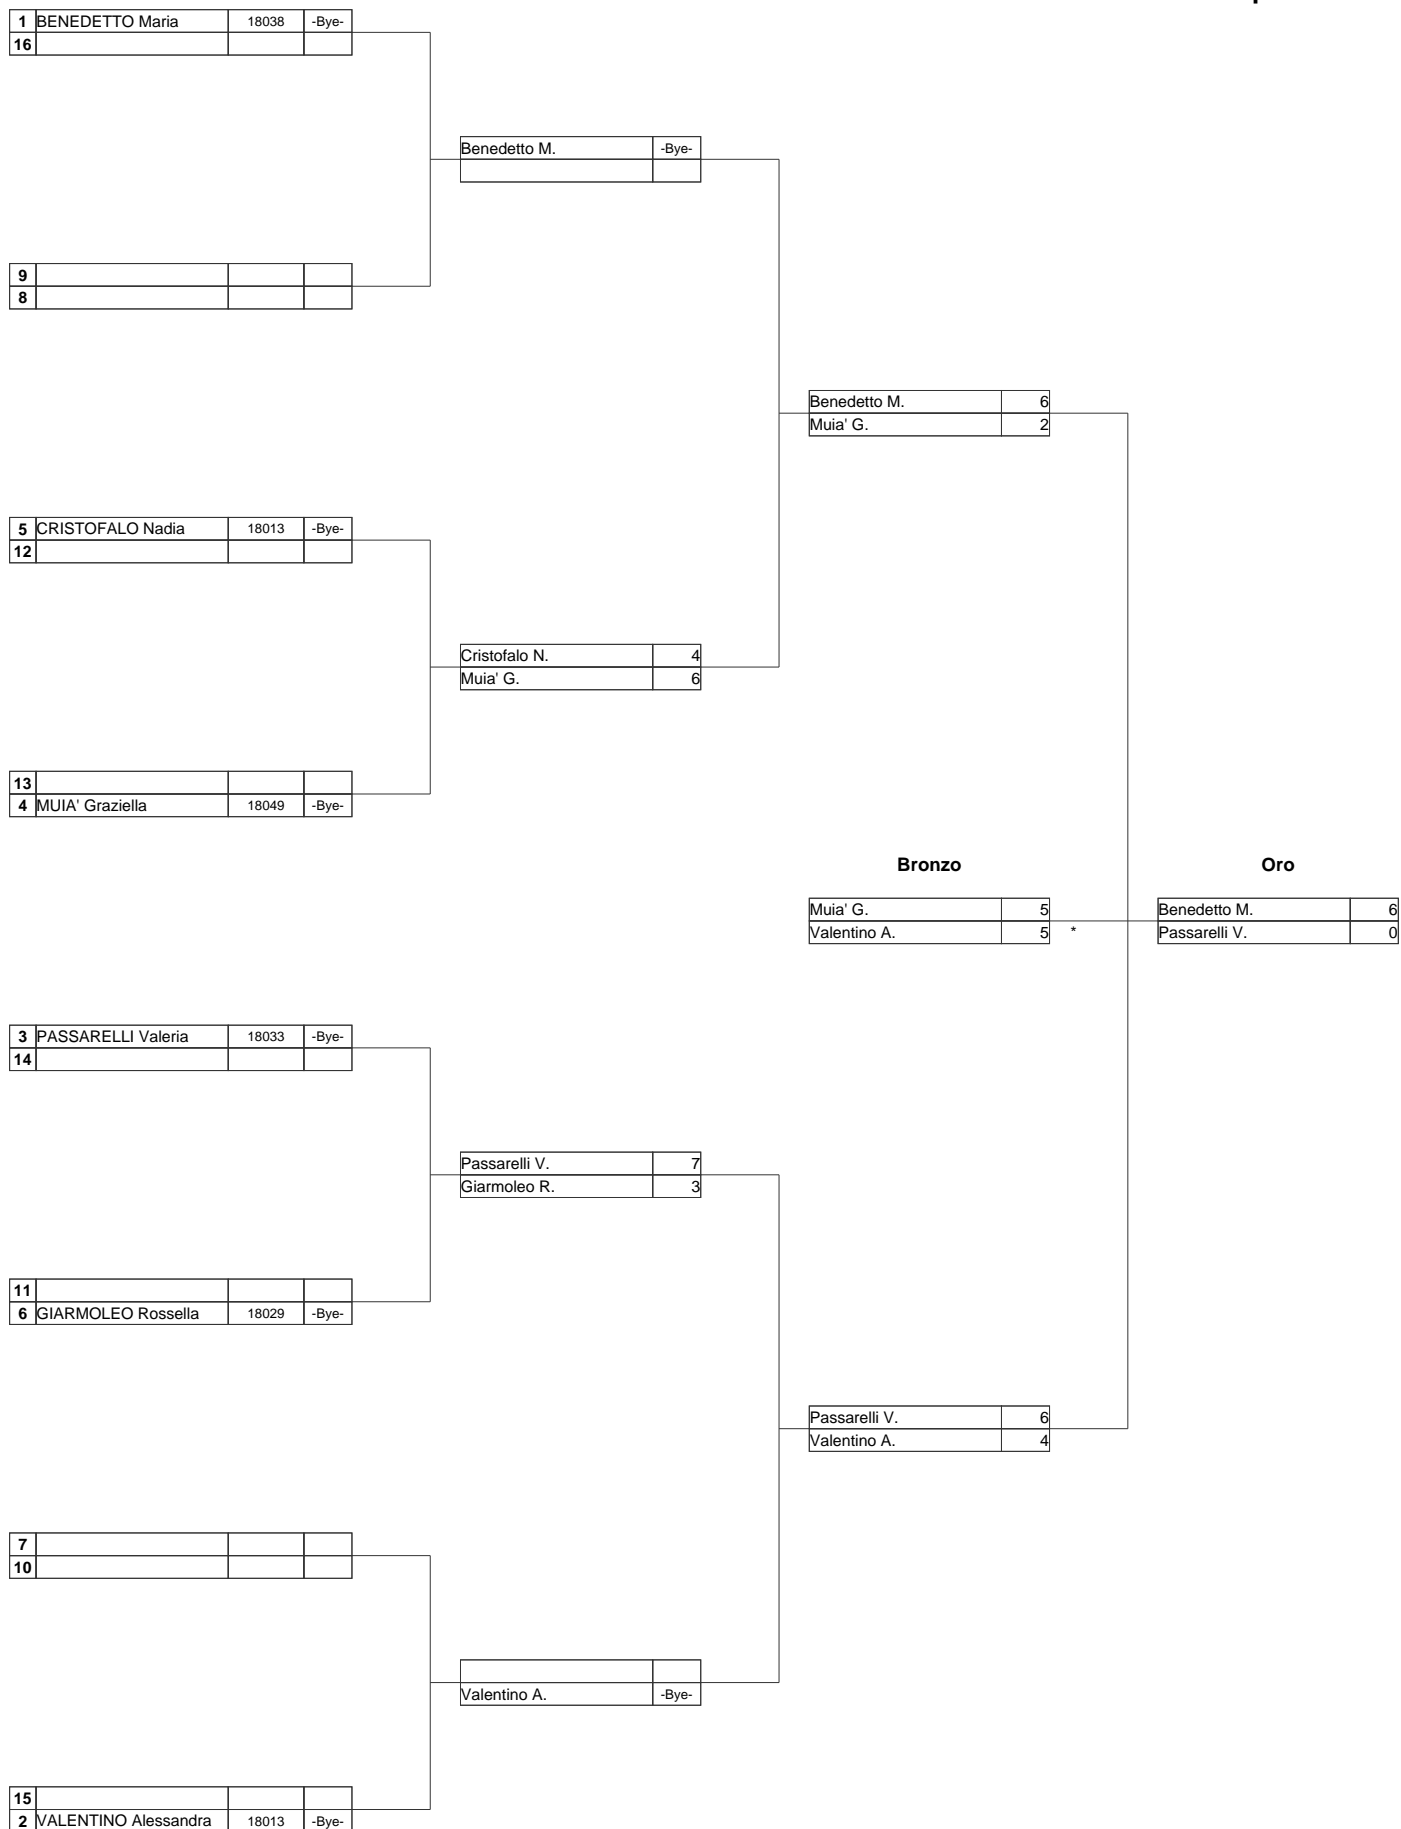 1 BENEDETTO Maria 18038 -Bye-
16
Benedetto M. -Bye-
9
8
Benedetto M. 6
Muia' G. 2
5 CRISTOFALO Nadia 18013 -Bye-
12
Cristofalo N. 4
Muia' G. 6
13
4 MUIA' Graziella 18049 -Bye-
Bronzo Oro
Muia' G. 5 Benedetto M. 6
Valentino A. 5 * Passarelli V. 0
3 PASSARELLI Valeria 18033 -Bye-
14
Passarelli V. 7
Giarmoleo R. 3
11
6 GIARMOLEO Rossella 18029 -Bye-
Passarelli V. 6
Valentino A. 4
7
10
Valentino A. -Bye-
15
2 VALENTINO Alessandra 18013 -Bye-